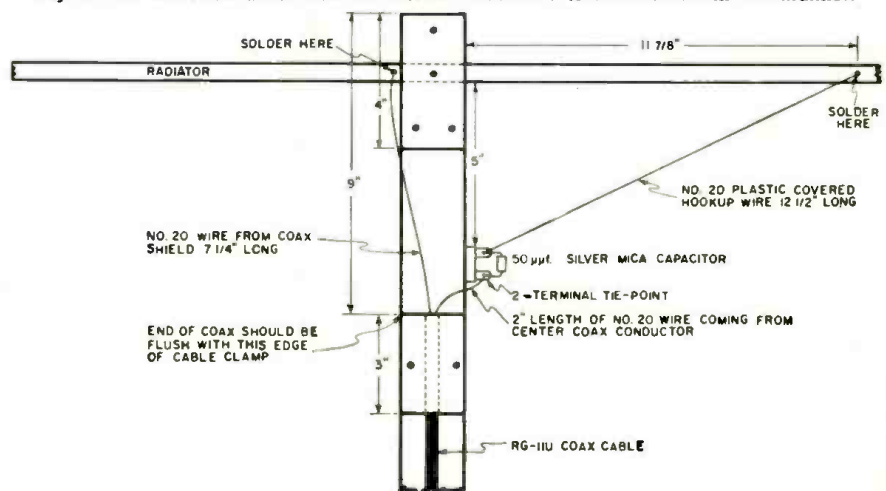 SOLDER HERE
11 7/8"
RADIATOR
4"
SOLDER
HERE
5"
9"
NO. 20 PLASTIC COVERED
HOOKUP WIRE 12 1/2" LONG
NO. 20 WIRE FROM COAX
SHIELD 7 1/4" LONG
50 µµf. SILVER MICA CAPACITOR
2-TERMINAL TIE-POINT
2" LENGTH OF NO. 20 WIRE COMING FROM
CENTER COAX CONDUCTOR
END OF COAX SHOULD BE
FLUSH WITH THIS EDGE
OF CABLE CLAMP
3"
RG-11U COAX CABLE